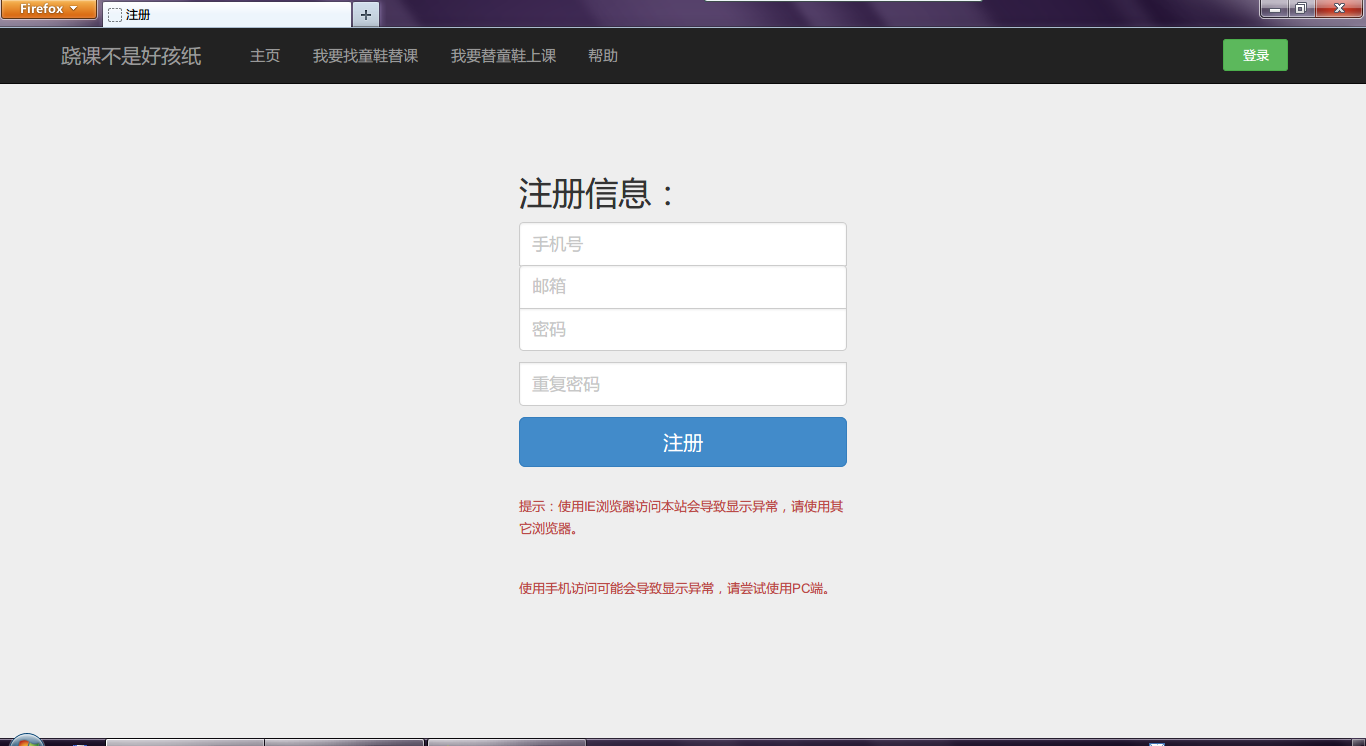 Firefox
注册
跷课不是好孩纸
主页
我要找童鞋替课
我要替童鞋上课
帮助
登录
注册信息：
手机号
邮箱
密码
重复密码
注册
提示：使用IE浏览器访问本站会导致显示异常，请使用其
它浏览器。
使用手机访问可能会导致显示异常，请尝试使用PC端。